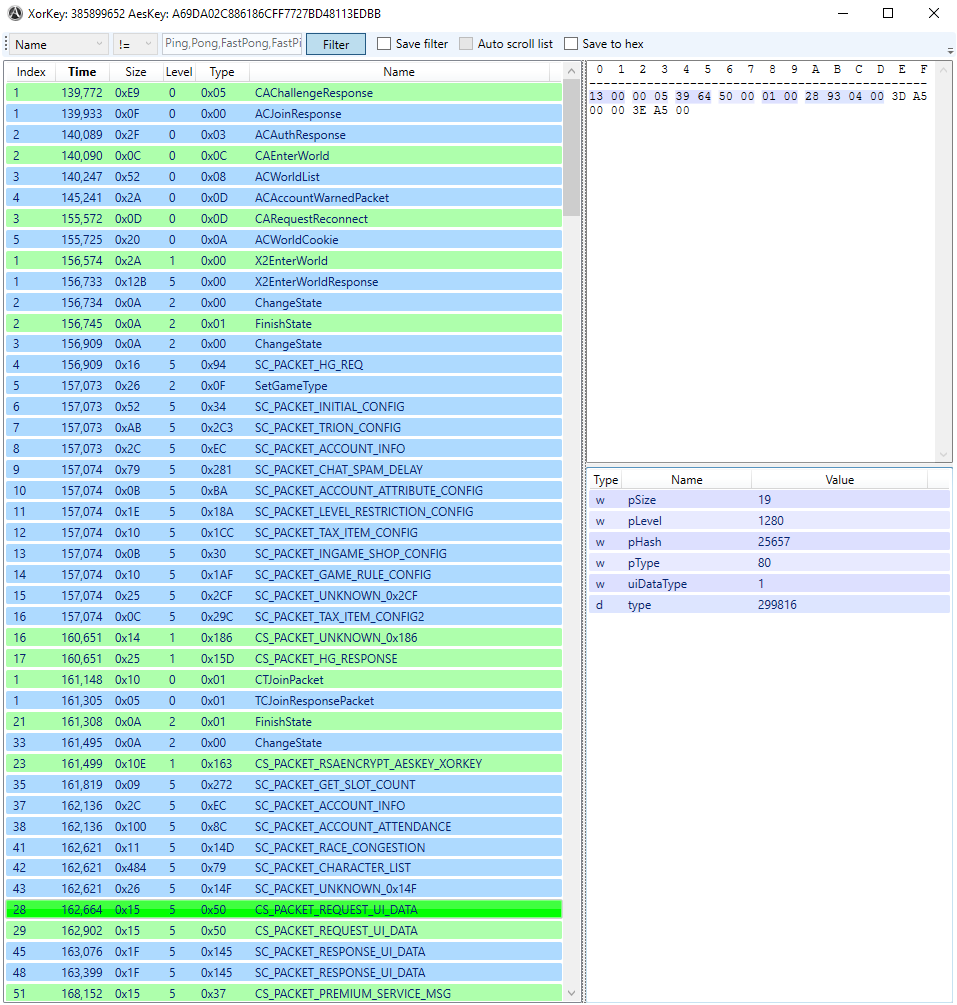 XorKey: 385899652 AesKey: A69DA02C886186CFF7727BD48113EDBB
Name != Ping,Pong,FastPong,FastPi Filter Save filter Auto scroll list Save to hex
Index Time Size Level Type Name
1 139,772 0xE9 0 0x05 CAChallengeResponse
1 139,933 0x0F 0 0x00 ACJoinResponse
2 140,089 0x2F 0 0x03 ACAuthResponse
2 140,090 0x0C 0 0x0C CAEnterWorld
3 140,247 0x52 0 0x08 ACWorldList
4 145,241 0x2A 0 0x0D ACAccountWarnedPacket
3 155,572 0x0D 0 0x0D CARequestReconnect
5 155,725 0x20 0 0x0A ACWorldCookie
1 156,574 0x2A 1 0x00 X2EnterWorld
1 156,733 0x12B 5 0x00 X2EnterWorldResponse
2 156,734 0x0A 2 0x00 ChangeState
2 156,745 0x0A 2 0x01 FinishState
3 156,909 0x0A 2 0x00 ChangeState
4 156,909 0x16 5 0x94 SC_PACKET_HG_REQ
5 157,073 0x26 2 0x0F SetGameType
6 157,073 0x52 5 0x34 SC_PACKET_INITIAL_CONFIG
7 157,073 0xAB 5 0x2C3 SC_PACKET_TRION_CONFIG
8 157,073 0x2C 5 0xEC SC_PACKET_ACCOUNT_INFO
9 157,074 0x79 5 0x281 SC_PACKET_CHAT_SPAM_DELAY
10 157,074 0x0B 5 0xBA SC_PACKET_ACCOUNT_ATTRIBUTE_CONFIG
11 157,074 0x1E 5 0x18A SC_PACKET_LEVEL_RESTRICTION_CONFIG
12 157,074 0x10 5 0x1CC SC_PACKET_TAX_ITEM_CONFIG
13 157,074 0x0B 5 0x30 SC_PACKET_INGAME_SHOP_CONFIG
14 157,074 0x10 5 0x1AF SC_PACKET_GAME_RULE_CONFIG
15 157,074 0x25 5 0x2CF SC_PACKET_UNKNOWN_0x2CF
16 157,074 0x0C 5 0x29C SC_PACKET_TAX_ITEM_CONFIG2
16 160,651 0x14 1 0x186 CS_PACKET_UNKNOWN_0x186
17 160,651 0x25 1 0x15D CS_PACKET_HG_RESPONSE
1 161,148 0x10 0 0x01 CTJoinPacket
1 161,305 0x05 0 0x01 TCJoinResponsePacket
21 161,308 0x0A 2 0x01 FinishState
33 161,495 0x0A 2 0x00 ChangeState
23 161,499 0x10E 1 0x163 CS_PACKET_RSAENCRYPT_AESKEY_XORKEY
35 161,819 0x09 5 0x272 SC_PACKET_GET_SLOT_COUNT
37 162,136 0x2C 5 0xEC SC_PACKET_ACCOUNT_INFO
38 162,136 0x100 5 0x8C SC_PACKET_ACCOUNT_ATTENDANCE
41 162,621 0x11 5 0x14D SC_PACKET_RACE_CONGESTION
42 162,621 0x484 5 0x79 SC_PACKET_CHARACTER_LIST
43 162,621 0x26 5 0x14F SC_PACKET_UNKNOWN_0x14F
28 162,664 0x15 5 0x50 CS_PACKET_REQUEST_UI_DATA
29 162,902 0x15 5 0x50 CS_PACKET_REQUEST_UI_DATA
45 163,076 0x1F 5 0x145 SC_PACKET_RESPONSE_UI_DATA
48 163,399 0x1F 5 0x145 SC_PACKET_RESPONSE_UI_DATA
51 168,152 0x15 5 0x37 CS_PACKET_PREMIUM_SERVICE_MSG
0 1 2 3 4 5 6 7 8 9 A B C D E F
13 00 00 05 39 64 50 00 01 00 28 93 04 00 3D A5
00 00 3E A5 00
Type Name Value
w pSize 19
w pLevel 1280
w pHash 25657
w pType 80
w uiDataType 1
d type 299816